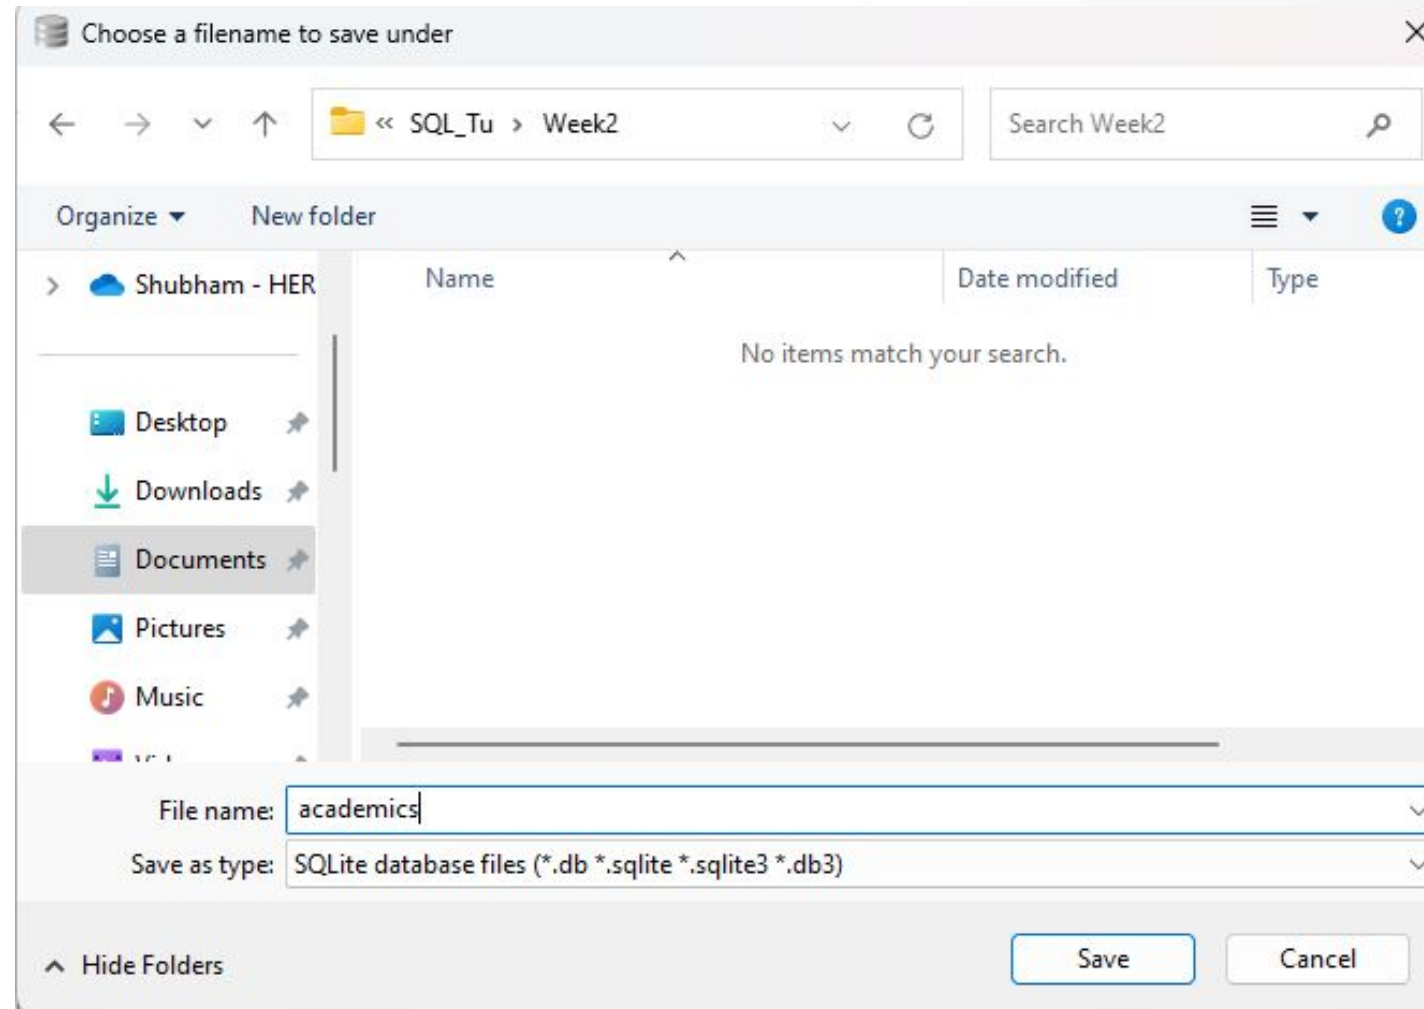 Choose a filename to save under
« SQL_Tu › Week2
Search Week2
Organize
New folder
?
Shubham - HER
Name
Date modified
Type
No items match your search.
Desktop
Downloads
Documents
Pictures
Music
File name: academics
Save as type: SQLite database files (*.db *.sqlite *.sqlite3 *.db3)
Hide Folders
Save
Cancel